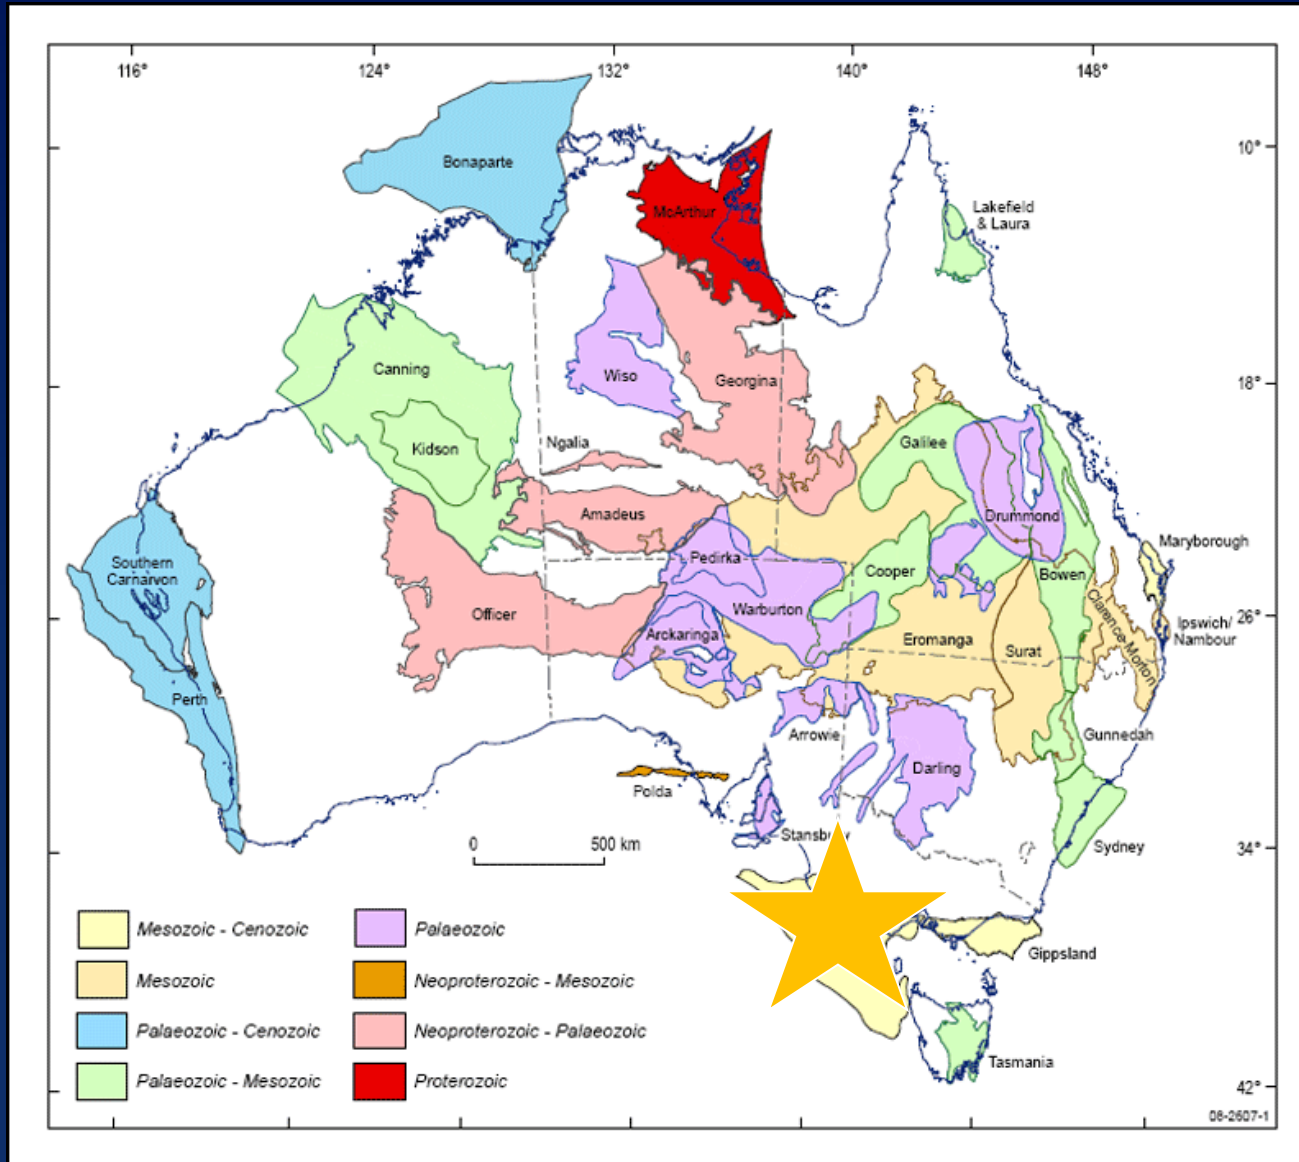 116°
124°
132°
140°
148°
10°
18°
26°
34°
42°
Bonaparte
McArthur
Lakefield
& Laura
Canning
Kidson
Wiso
Georgina
Ngalia
Galilee
Amadeus
Drummond
Southern
Carnarvon
Pedirka
Cooper
Bowen
Maryborough
Officer
Warburton
Arckaringa
Eromanga
Surat
Clarence-Morton
Ipswich/
Nambour
Perth
Arrowie
Gunnedah
Darling
Polda
Stansbury
Sydney
0
500 km
Gippsland
Tasmania
Mesozoic - Cenozoic
Mesozoic
Palaeozoic - Cenozoic
Palaeozoic - Mesozoic
Palaeozoic
Neoproterozoic - Mesozoic
Neoproterozoic - Palaeozoic
Proterozoic
08-2607-1